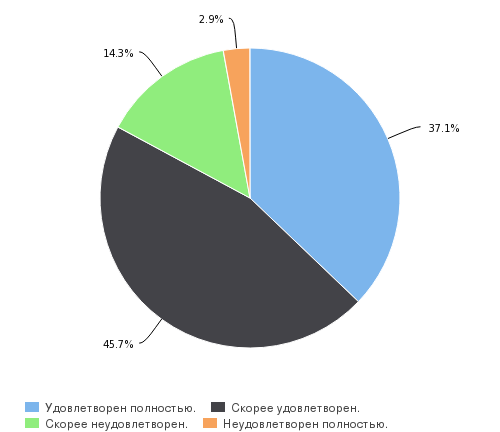 2.9%
14.3%
37.1%
45.7%
Удовлетворен полностью. Скорее удовлетворен.
Скорее неудовлетворен. Неудовлетворен полностью.